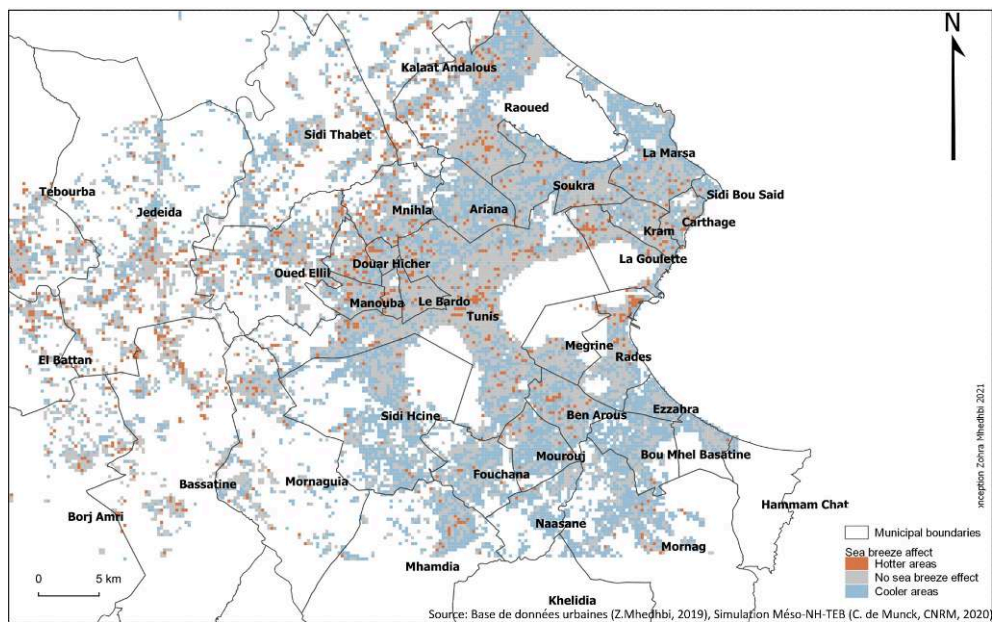 N
Kalaat Andalous
Raoued
Sidi Thabet
La Marsa
Tebourba
Soukra
Sidi Bou Said
Jedeida
Mnihla
Ariana
Carthage
Kram
Oued Ellil
Douar Hicher
La Goulette
Manouba
Le Bardo
Tunis
El Battan
Megrine
Rades
Sidi Hcine
Ben Arous
Ezzahra
Mourouj
Bou Mhel Basatine
Bassatine
Mornaguia
Fouchana
Hammam Chat
Borj Amri
Naasane
Mornag
Mhamdia
Khelidia
0 5 km
Municipal boundaries
Sea breeze affect
Hotter areas
No sea breeze effect
Cooler areas
Source: Base de données urbaines (Z.Mhedhbi, 2019), Simulation Méso-NH-TEB (C. de Munck, CNRM, 2020)
onception Zohra Mhedhbi 2021